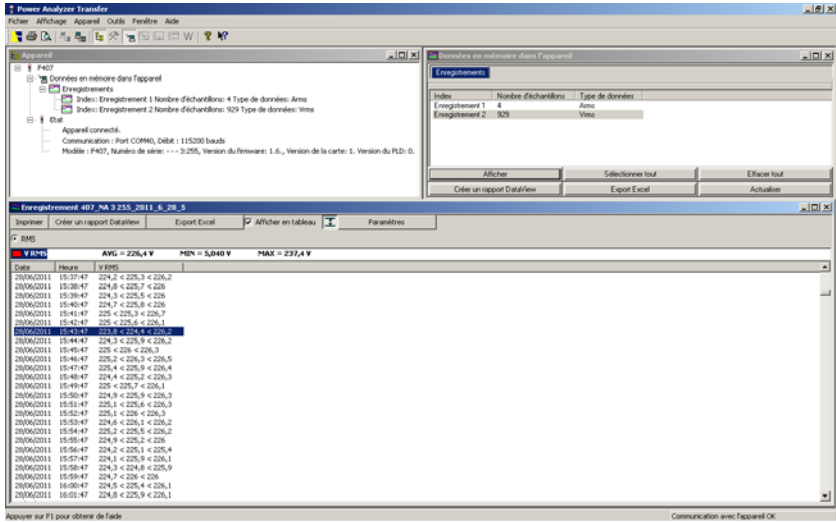 Power Analyzer Transfer
Fichier Affichage Appareil Outils Fenêtre Aide
Appareil
F407
Données en mémoire dans l'appareil
Enregistrements
Index: Enregistrement 1 Nombre d'échantillons: 4 Type de données: Arms
Index: Enregistrement 2 Nombre d'échantillons: 929 Type de données: Vrms
Etat
Appareil connecté.
Communication : Port COM40, Débit : 115200 bauds
Modèle : F407, Numéro de série: - - - 3:255, Version du firmware: 1.6., Version de la carte: 1. Version du PLD: 0.
Données en mémoire dans l'appareil
Enregistrements
Index Nombre d'échantillons Type de données
Enregistrement 1 4 Arms
Enregistrement 2 929 Vrms
Afficher Sélectionner tout Effacer tout
Créer un rapport DataView Export Excel Actualiser
Enregistrement 407_NA 3 255_2011_6_28_5
Imprimer Créer un rapport DataView Export Excel Afficher en tableau Paramètres
RMS
V RMS AVG = 226,4 V MIN = 5,040 V MAX = 237,4 V
Date Heure V RMS
28/06/2011 15:37:47 224,2 < 225,3 < 226,2
28/06/2011 15:38:47 224,8 < 225,7 < 226
28/06/2011 15:39:47 224,3 < 225,5 < 226
28/06/2011 15:40:47 224,7 < 225,8 < 226
28/06/2011 15:41:47 225 < 225,3 < 226,7
28/06/2011 15:42:47 225 < 225,6 < 226,1
28/06/2011 15:43:47 223,8 < 224,4 < 226,2
28/06/2011 15:44:47 224,3 < 225,9 < 226,2
28/06/2011 15:45:47 225 < 226 < 226,3
28/06/2011 15:46:47 225,2 < 226,3 < 226,5
28/06/2011 15:47:47 225,4 < 225,9 < 226,4
28/06/2011 15:48:47 224,4 < 225,2 < 226,3
28/06/2011 15:49:47 225 < 225,7 < 226,1
28/06/2011 15:50:47 224,9 < 225,9 < 226,3
28/06/2011 15:51:47 225,1 < 225,6 < 226,3
28/06/2011 15:52:47 225,1 < 226 < 226,3
28/06/2011 15:53:47 224,6 < 226,1 < 226,2
28/06/2011 15:54:47 225,2 < 225,5 < 226,2
28/06/2011 15:55:47 224,9 < 225,2 < 226
28/06/2011 15:56:47 224,2 < 225,1 < 225,4
28/06/2011 15:57:47 224,1 < 225,9 < 226,1
28/06/2011 15:58:47 224,3 < 224,8 < 225,9
28/06/2011 15:59:47 224,7 < 226 < 226
28/06/2011 16:00:47 224,5 < 225,4 < 226,1
28/06/2011 16:01:47 224,8 < 225,9 < 226,1
Appuyer sur F1 pour obtenir de l'aide Communication avec l'appareil OK